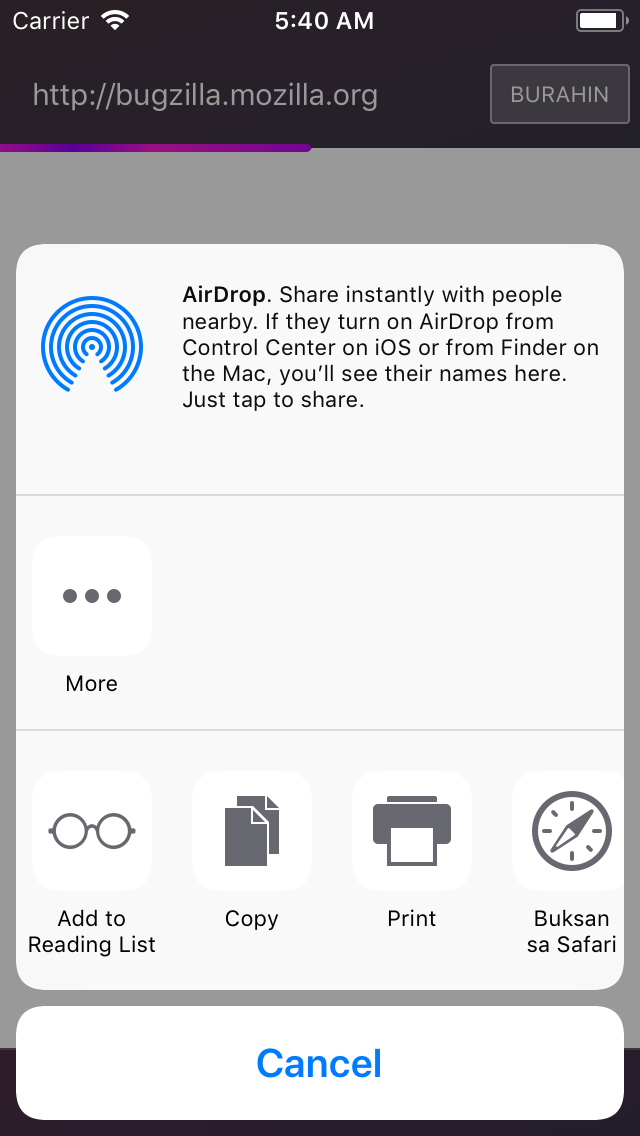 Carrier 5:40 AM
http://bugzilla.mozilla.org BURAHIN
AirDrop. Share instantly with people
nearby. If they turn on AirDrop from
Control Center on iOS or from Finder on
the Mac, you’ll see their names here.
Just tap to share.
More
Add to
Reading List
Copy
Print
Buksan
sa Safari
Cancel